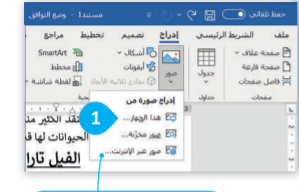 حفظ تلقائي مستندا - وضع التوافق
ملف الشريط الرئيسي إدراج تصميم تخطيط مراجع
صفحة غلاف
صفحة فارغة
فاصل صفحات
صفحات
جدول
جداول
صور
أشكال
أيقونات
نماذج ثلاثية الأبعاد
SmartArt
مخطط
لقطة شاشة
إدراج صورة من
هذا الجهاز...
صور مخزنة...
صور عبر الإنترنت...
1
تقد الكثير
الحيوانات لها
الفيل